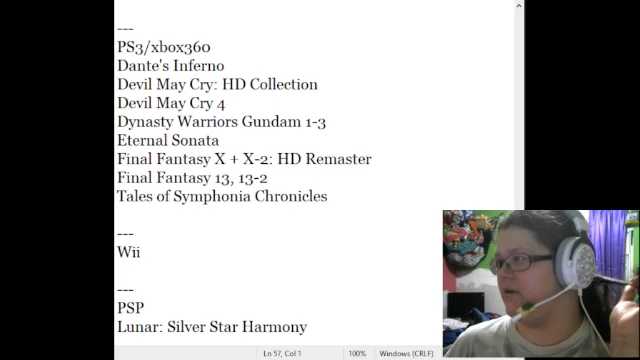 ---
PS3/xbox360
Dante's Inferno
Devil May Cry: HD Collection
Devil May Cry 4
Dynasty Warriors Gundam 1-3
Eternal Sonata
Final Fantasy X + X-2: HD Remaster
Final Fantasy 13, 13-2
Tales of Symphonia Chronicles
---
Wii
---
PSP
Lunar: Silver Star Harmony
Ln 57, Col 1 100% Windows (CRLF)